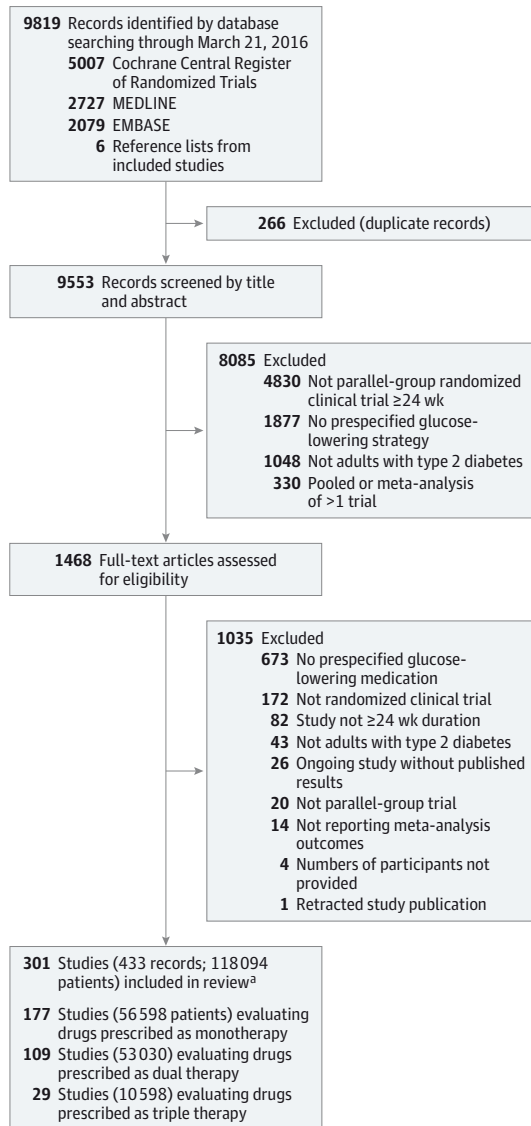 9819 Records identified by database
searching through March 21, 2016
5007 Cochrane Central Register
of Randomized Trials
2727 MEDLINE
2079 EMBASE
6 Reference lists from
included studies
266 Excluded (duplicate records)
9553 Records screened by title
and abstract
8085 Excluded
4830 Not parallel-group randomized
clinical trial ≥24 wk
1877 No prespecified glucose-
lowering strategy
1048 Not adults with type 2 diabetes
330 Pooled or meta-analysis
of >1 trial
1468 Full-text articles assessed
for eligibility
1035 Excluded
673 No prespecified glucose-
lowering medication
172 Not randomized clinical trial
82 Study not ≥24 wk duration
43 Not adults with type 2 diabetes
26 Ongoing study without published
results
20 Not parallel-group trial
14 Not reporting meta-analysis
outcomes
4 Numbers of participants not
provided
1 Retracted study publication
301 Studies (433 records; 118 094
patients) included in reviewᵃ
177 Studies (56 598 patients) evaluating
drugs prescribed as monotherapy
109 Studies (53 030) evaluating drugs
prescribed as dual therapy
29 Studies (10 598) evaluating drugs
prescribed as triple therapy